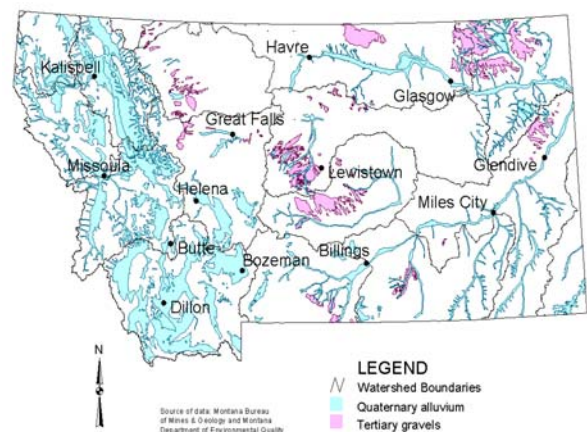 Havre
Kalispell
Glasgow
Great Falls
Glendive
Missoula
Lewistown
Helena
Miles City
Butte
Billings
Bozeman
Dillon
N
LEGEND
Watershed Boundaries
Quaternary alluvium
Tertiary gravels
Source of data: Montana Bureau
of Mines & Geology and Montana
Department of Environmental Quality